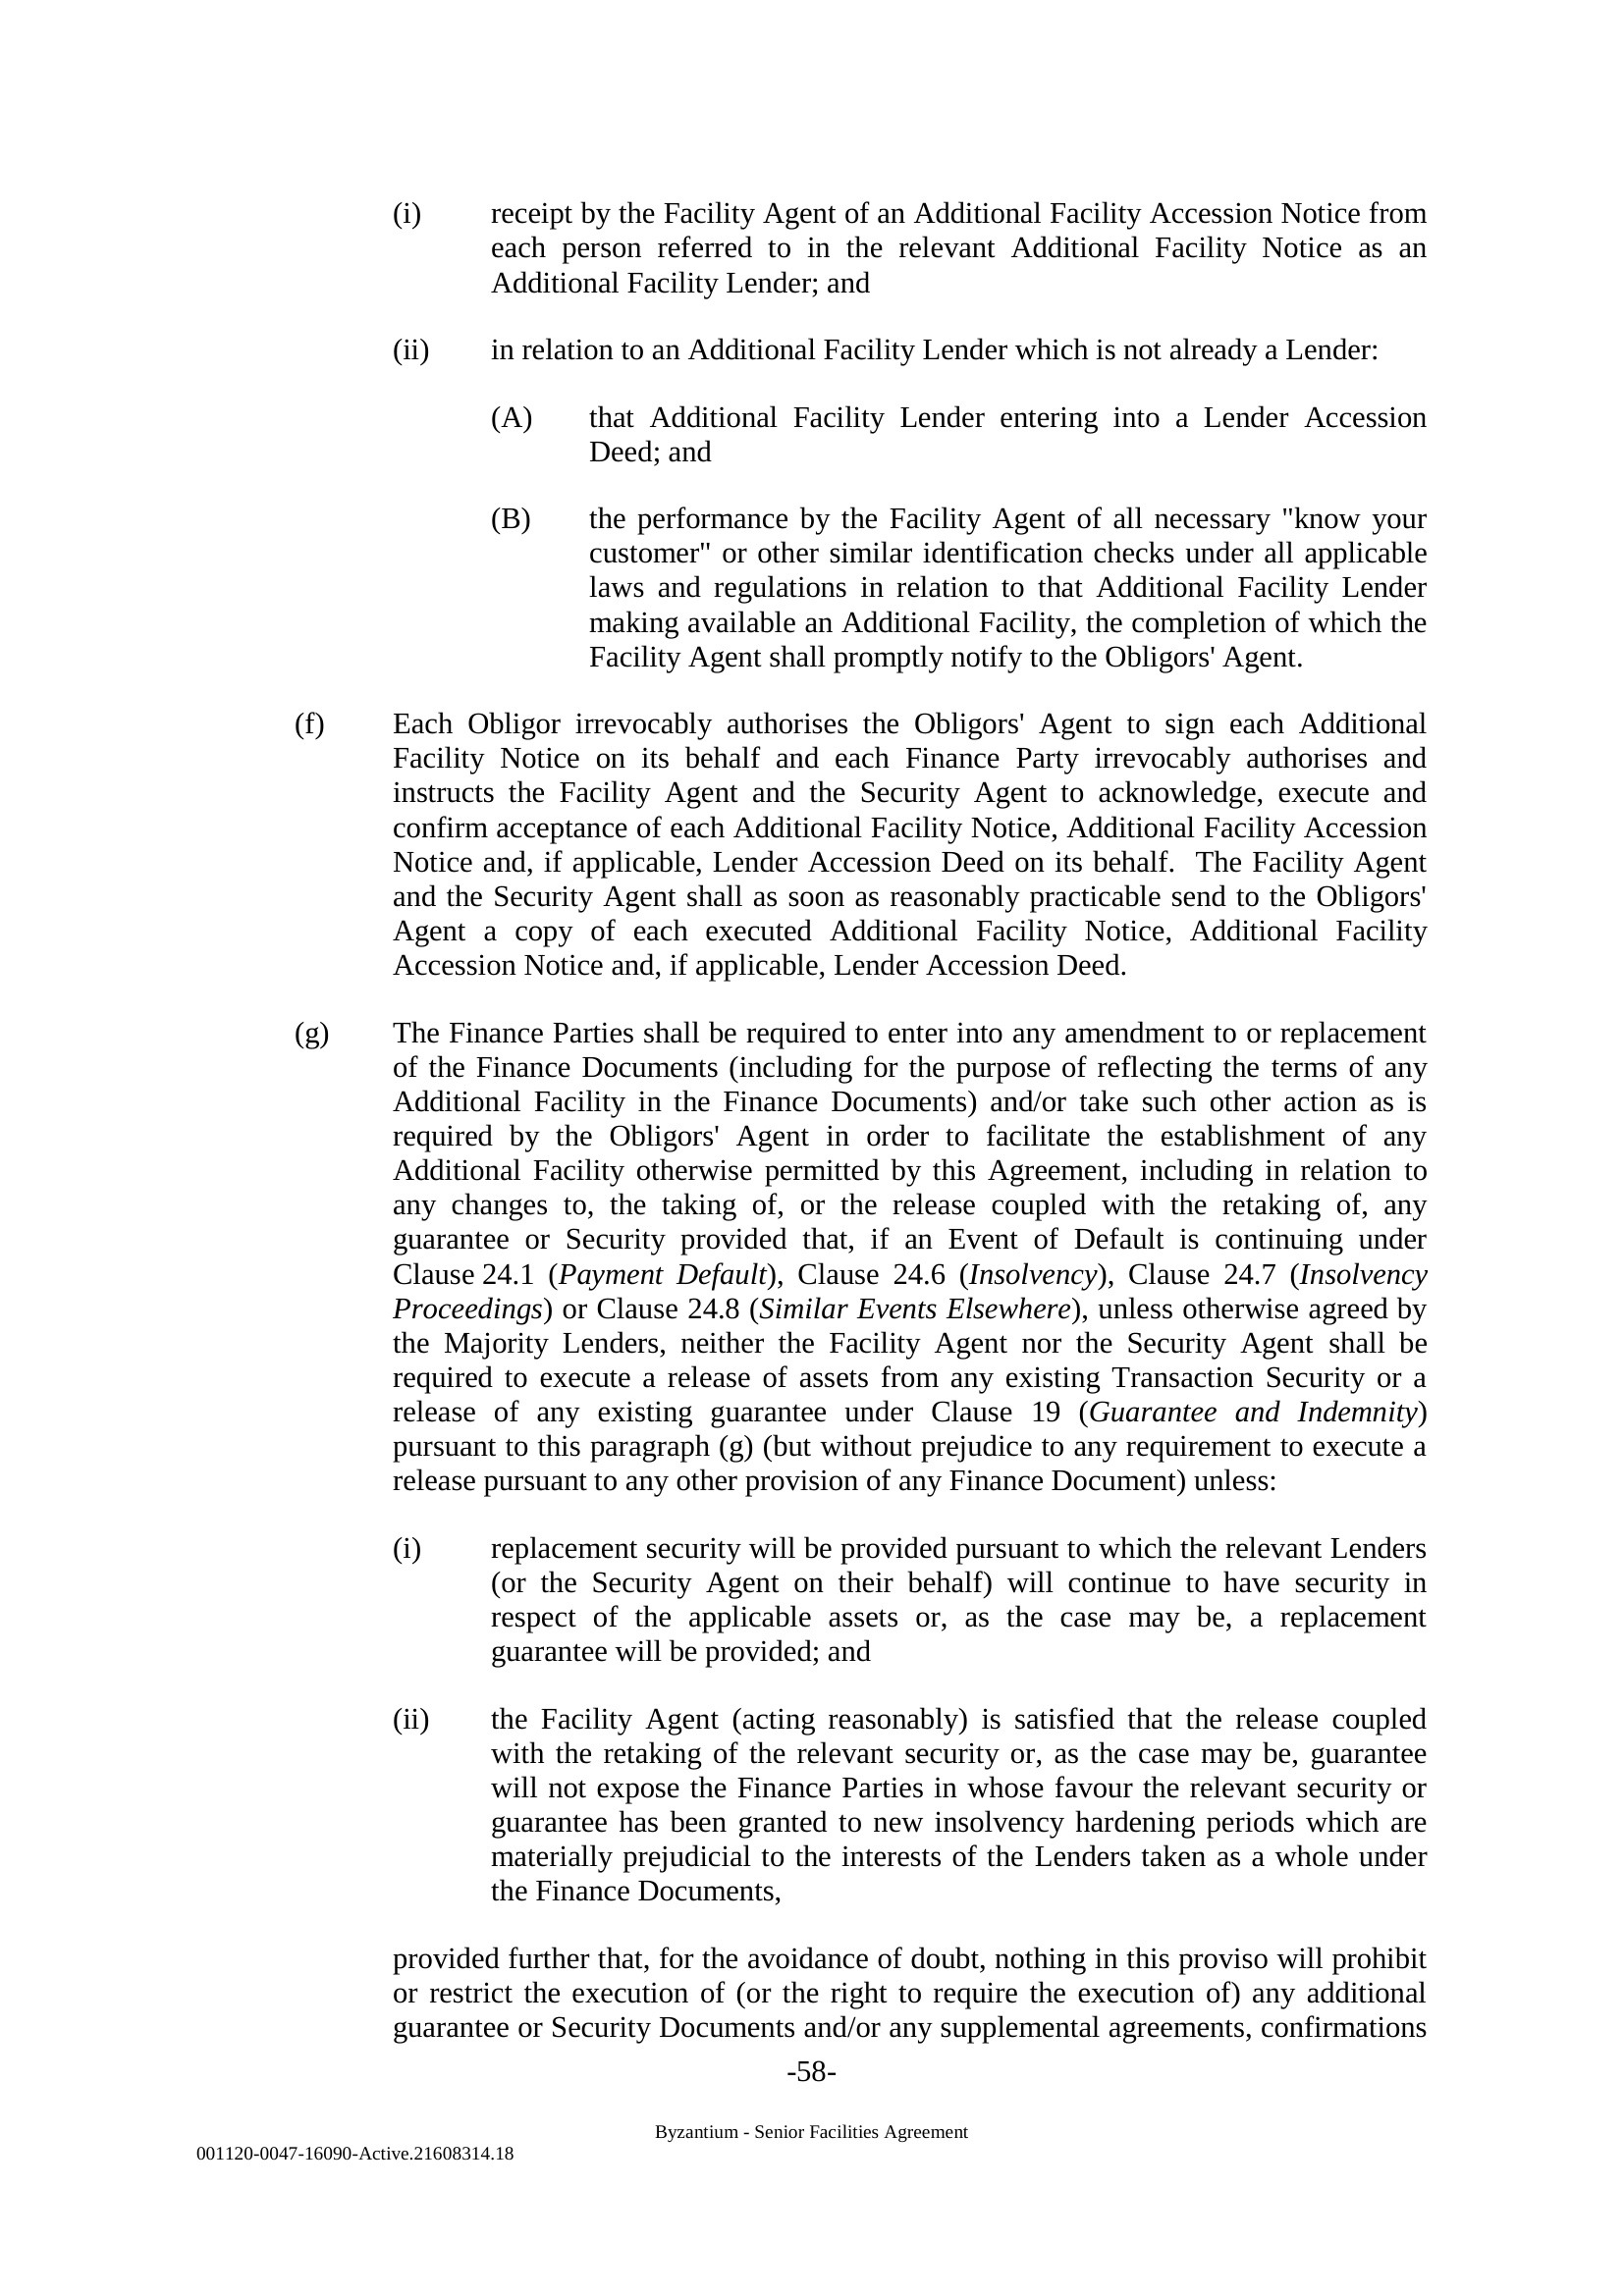 (i) receipt by the Facility Agent of an Additional Facility Accession Notice from
each person referred to in the relevant Additional Facility Notice as an
Additional Facility Lender; and
(ii) in relation to an Additional Facility Lender which is not already a Lender:
(A) that Additional Facility Lender entering into a Lender Accession
Deed; and
(B) the performance by the Facility Agent of all necessary "know your
customer" or other similar identification checks under all applicable
laws and regulations in relation to that Additional Facility Lender
making available an Additional Facility, the completion of which the
Facility Agent shall promptly notify to the Obligors' Agent.
(f) Each Obligor irrevocably authorises the Obligors' Agent to sign each Additional
Facility Notice on its behalf and each Finance Party irrevocably authorises and
instructs the Facility Agent and the Security Agent to acknowledge, execute and
confirm acceptance of each Additional Facility Notice, Additional Facility Accession
Notice and, if applicable, Lender Accession Deed on its behalf. The Facility Agent
and the Security Agent shall as soon as reasonably practicable send to the Obligors'
Agent a copy of each executed Additional Facility Notice, Additional Facility
Accession Notice and, if applicable, Lender Accession Deed.
(g) The Finance Parties shall be required to enter into any amendment to or replacement
of the Finance Documents (including for the purpose of reflecting the terms of any
Additional Facility in the Finance Documents) and/or take such other action as is
required by the Obligors' Agent in order to facilitate the establishment of any
Additional Facility otherwise permitted by this Agreement, including in relation to
any changes to, the taking of, or the release coupled with the retaking of, any
guarantee or Security provided that, if an Event of Default is continuing under
Clause 24.1 (Payment Default), Clause 24.6 (Insolvency), Clause 24.7 (Insolvency
Proceedings) or Clause 24.8 (Similar Events Elsewhere), unless otherwise agreed by
the Majority Lenders, neither the Facility Agent nor the Security Agent shall be
required to execute a release of assets from any existing Transaction Security or a
release of any existing guarantee under Clause 19 (Guarantee and Indemnity)
pursuant to this paragraph (g) (but without prejudice to any requirement to execute a
release pursuant to any other provision of any Finance Document) unless:
(i) replacement security will be provided pursuant to which the relevant Lenders
(or the Security Agent on their behalf) will continue to have security in
respect of the applicable assets or, as the case may be, a replacement
guarantee will be provided; and
(ii) the Facility Agent (acting reasonably) is satisfied that the release coupled
with the retaking of the relevant security or, as the case may be, guarantee
will not expose the Finance Parties in whose favour the relevant security or
guarantee has been granted to new insolvency hardening periods which are
materially prejudicial to the interests of the Lenders taken as a whole under
the Finance Documents,
provided further that, for the avoidance of doubt, nothing in this proviso will prohibit
or restrict the execution of (or the right to require the execution of) any additional
guarantee or Security Documents and/or any supplemental agreements, confirmations
-58-
Byzantium - Senior Facilities Agreement
001120-0047-16090-Active.21608314.18